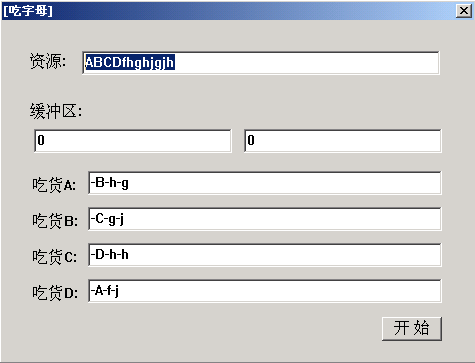 [吃字母]
资源: ABCDfhghjgjh
缓冲区:
0 0
吃货A: -B-h-g
吃货B: -C-g-j
吃货C: -D-h-h
吃货D: -A-f-j
开 始